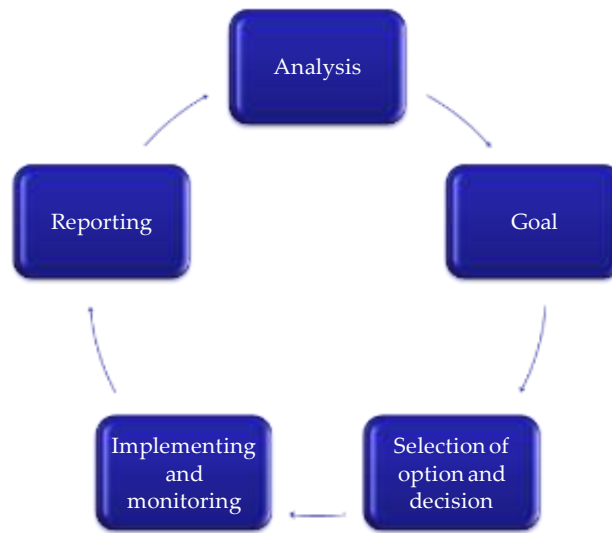 Analysis
Goal
Selection of
option and
decision
Implementing
and
monitoring
Reporting